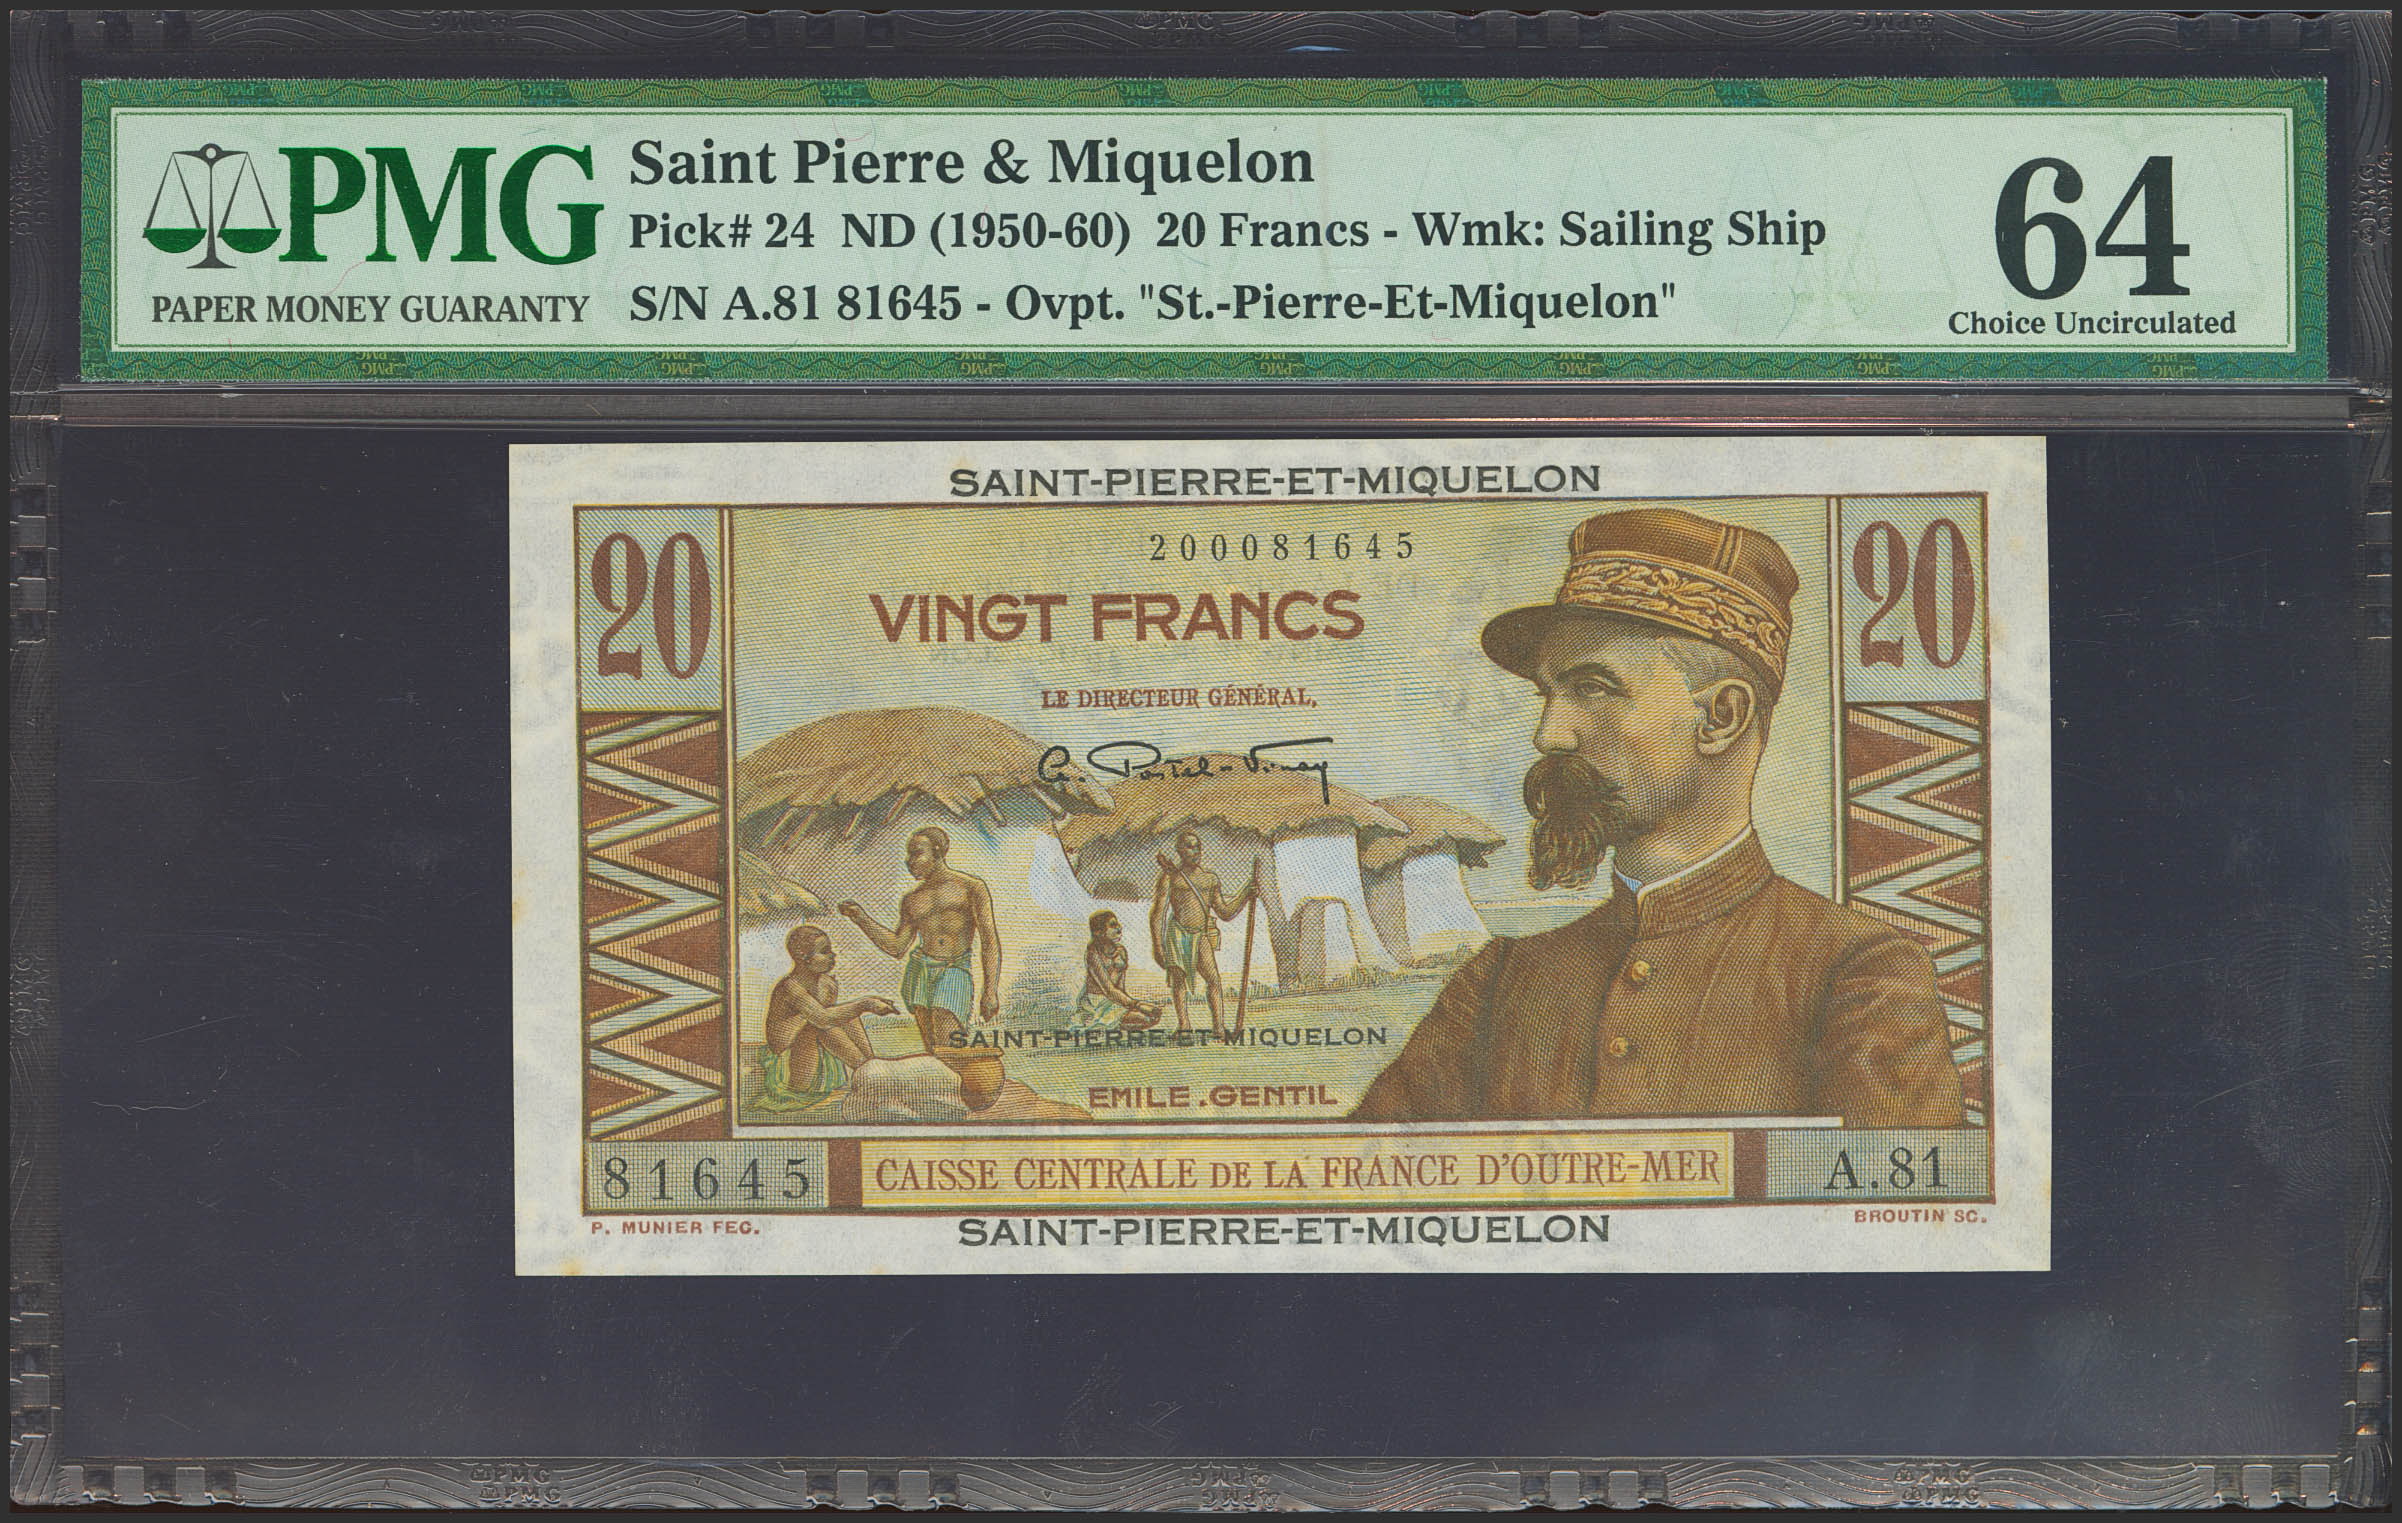 PMG
PAPER MONEY GUARANTY
Saint Pierre & Miquelon
Pick# 24 ND (1950-60) 20 Francs - Wmk: Sailing Ship
S/N A.81 81645 - Ovpt. "St.-Pierre-Et-Miquelon"
64
Choice Uncirculated
SAINT-PIERRE-ET-MIQUELON
20
200081645
20
VINGT FRANCS
LE DIRECTEUR GÉNÉRAL,
G. Postel-Vinay
SAINT-PIERRE-ET-MIQUELON
EMILE.GENTIL
81645
CAISSE CENTRALE DE LA FRANCE D'OUTRE-MER
A.81
P. MUNIER FEC.
SAINT-PIERRE-ET-MIQUELON
BROUTIN SC.